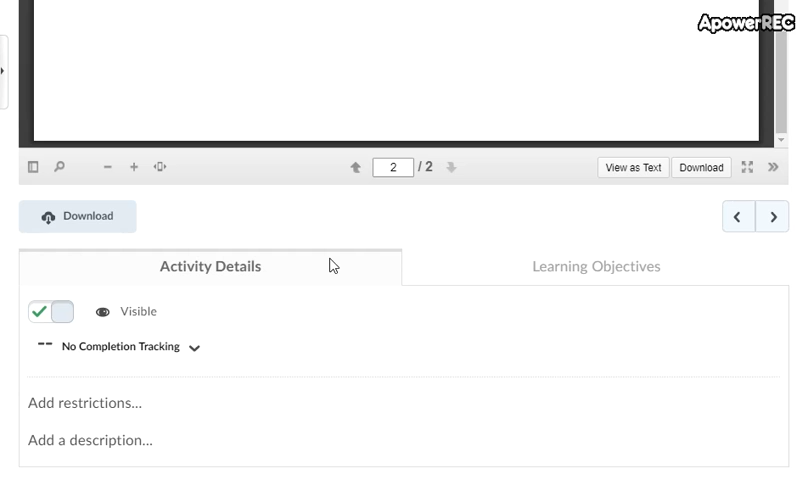 ApowerREC
2 / 2
View as Text
Download
Download
Activity Details
Learning Objectives
Visible
-- No Completion Tracking
Add restrictions...
Add a description...